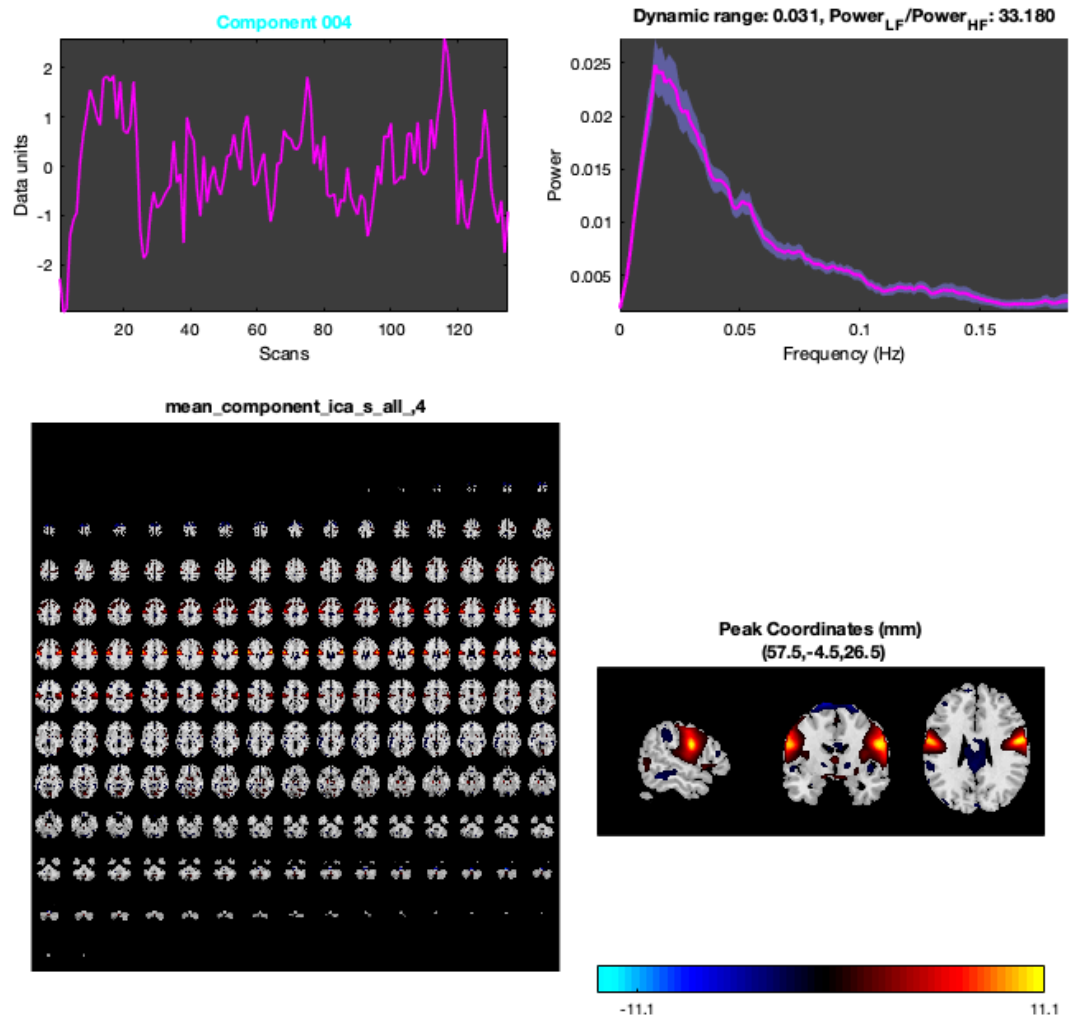 Component 004
2
1
0
-1
-2
Data units
20 40 60 80 100 120
Scans
Dynamic range: 0.031, Power_LF/Power_HF: 33.180
0.025
0.02
0.015
0.01
0.005
Power
0 0.05 0.1 0.15
Frequency (Hz)
mean_component_ica_s_all_,4
Peak Coordinates (mm)
(57.5,-4.5,26.5)
-11.1 11.1